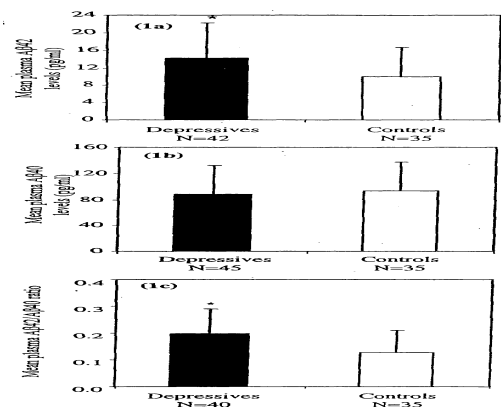 Mean plasma Aβ42
levels (pg/ml)
24
20
16
12
8
4
0
(1a)
*
Depressives
N=42
Controls
N=35
Mean plasma Aβ40
levels (pg/ml)
160
120
80
40
0
(1b)
Depressives
N=45
Controls
N=35
Mean plasma Aβ42/Aβ40 ratio
0.4
0.3
0.2
0.1
0.0
(1c)
*
Depressives
N=40
Controls
N=35